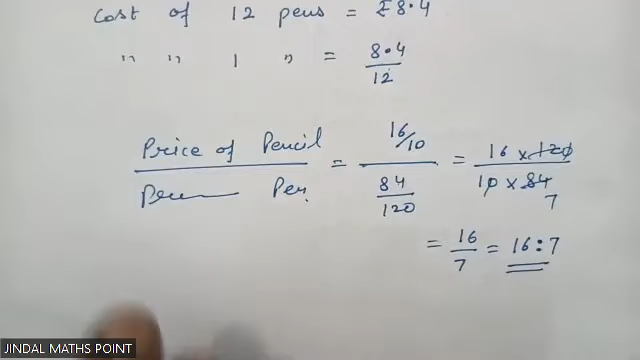 Cost of 12 pens = ₹8.4
" " 1 " = 8.4/12
Price of Pencil / Pen = 16/10 / 84/120 = 16 × 120 / 10 × 84
7
= 16/7 = 16:7
JINDAL MATHS POINT